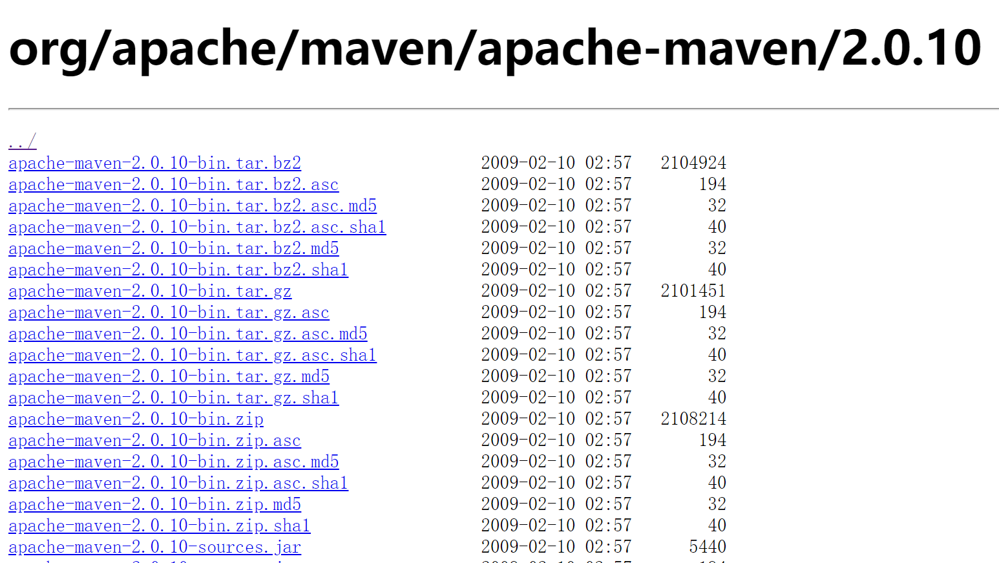 org/apache/maven/apache-maven/2.0.10
../
apache-maven-2.0.10-bin.tar.bz2 2009-02-10 02:57 2104924
apache-maven-2.0.10-bin.tar.bz2.asc 2009-02-10 02:57 194
apache-maven-2.0.10-bin.tar.bz2.asc.md5 2009-02-10 02:57 32
apache-maven-2.0.10-bin.tar.bz2.asc.sha1 2009-02-10 02:57 40
apache-maven-2.0.10-bin.tar.bz2.md5 2009-02-10 02:57 32
apache-maven-2.0.10-bin.tar.bz2.sha1 2009-02-10 02:57 40
apache-maven-2.0.10-bin.tar.gz 2009-02-10 02:57 2101451
apache-maven-2.0.10-bin.tar.gz.asc 2009-02-10 02:57 194
apache-maven-2.0.10-bin.tar.gz.asc.md5 2009-02-10 02:57 32
apache-maven-2.0.10-bin.tar.gz.asc.sha1 2009-02-10 02:57 40
apache-maven-2.0.10-bin.tar.gz.md5 2009-02-10 02:57 32
apache-maven-2.0.10-bin.tar.gz.sha1 2009-02-10 02:57 40
apache-maven-2.0.10-bin.zip 2009-02-10 02:57 2108214
apache-maven-2.0.10-bin.zip.asc 2009-02-10 02:57 194
apache-maven-2.0.10-bin.zip.asc.md5 2009-02-10 02:57 32
apache-maven-2.0.10-bin.zip.asc.sha1 2009-02-10 02:57 40
apache-maven-2.0.10-bin.zip.md5 2009-02-10 02:57 32
apache-maven-2.0.10-bin.zip.sha1 2009-02-10 02:57 40
apache-maven-2.0.10-sources.jar 2009-02-10 02:57 5440